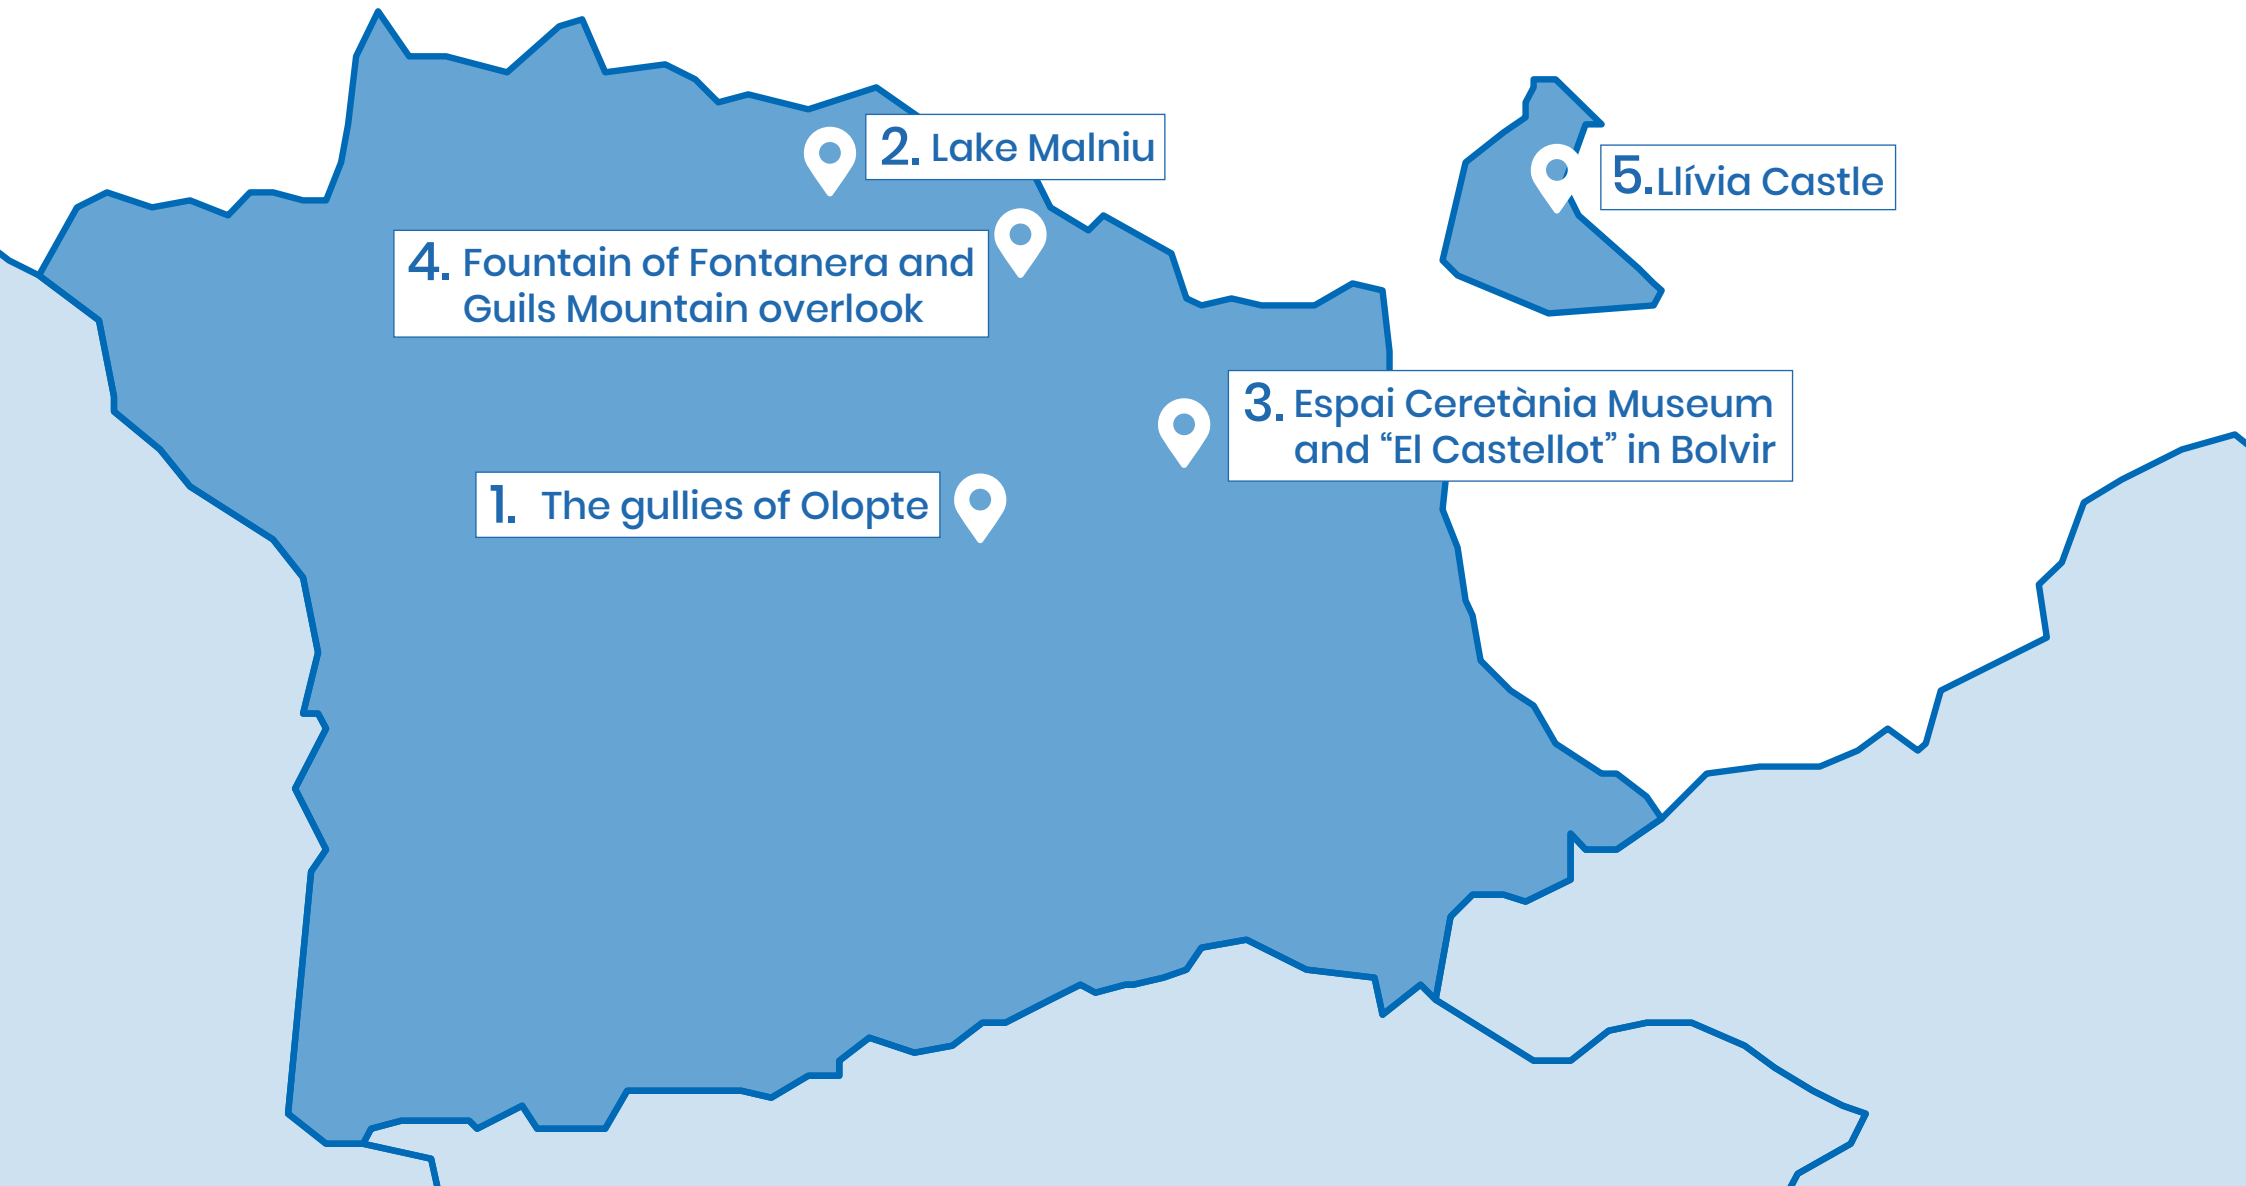 2. Lake Malniu
5. Llívia Castle
4. Fountain of Fontanera and
Guils Mountain overlook
3. Espai Ceretània Museum
and “El Castellot” in Bolvir
1. The gullies of Olopte